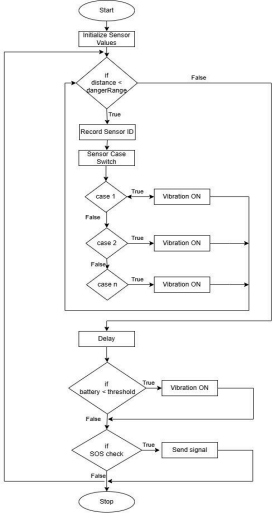 Start
Initialize Sensor
Values
if
distance <
dangerRange
False
True
Record Sensor ID
Sensor Case
Switch
case 1
True
Vibration ON
False
case 2
True
Vibration ON
False
case n
True
Vibration ON
Delay
if
battery < threshold
True
Vibration ON
False
if
SOS check
True
Send signal
False
Stop